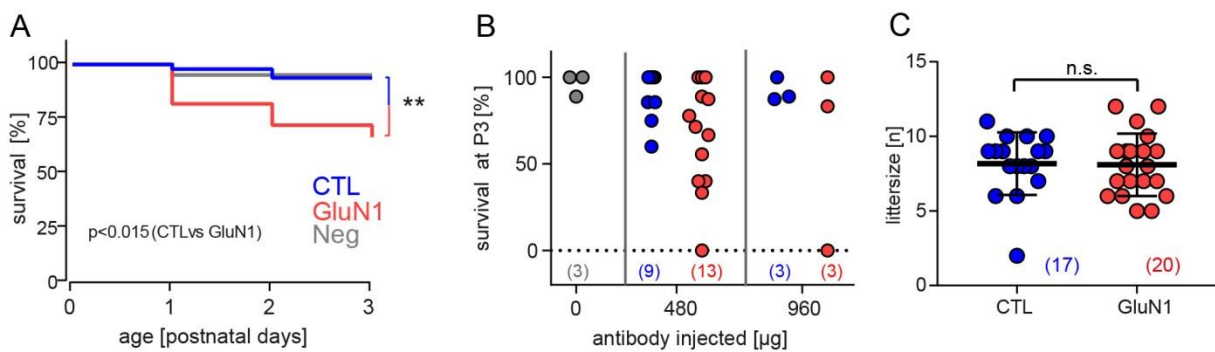 A
survival [%]
100
75
50
25
0
CTL
GluN1
Neg
p<0.015 (CTLvs GluN1)
**
0 1 2 3
age [postnatal days]
B
survival at P3 [%]
100
50
0
(3) (9) (13) (3) (3)
0 480 960
antibody injected [µg]
C
n.s.
littersize [n]
15
10
5
0
(17) (20)
CTL GluN1